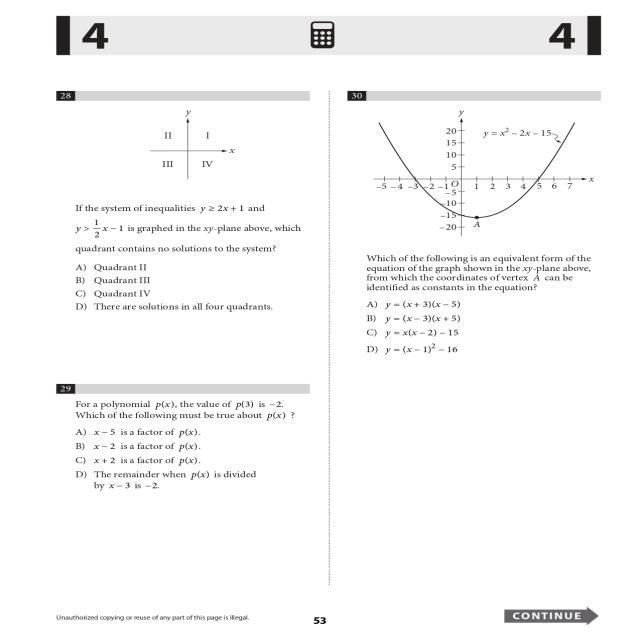 4
4
28
y
II I
x
III IV
If the system of inequalities y ≥ 2x + 1 and
y > 1/2 x − 1 is graphed in the xy-plane above, which
quadrant contains no solutions to the system?
A) Quadrant II
B) Quadrant III
C) Quadrant IV
D) There are solutions in all four quadrants.
29
For a polynomial p(x), the value of p(3) is −2.
Which of the following must be true about p(x) ?
A) x − 5 is a factor of p(x).
B) x − 2 is a factor of p(x).
C) x + 2 is a factor of p(x).
D) The remainder when p(x) is divided
by x − 3 is −2.
30
y
20
y = x² − 2x − 15
15
10
5
x
−5 −4 −3 −2 −1 O 1 2 3 4 5 6 7
−5
−10
−15
A
−20
Which of the following is an equivalent form of the
equation of the graph shown in the xy-plane above,
from which the coordinates of vertex A can be
identified as constants in the equation?
A) y = (x + 3)(x − 5)
B) y = (x − 3)(x + 5)
C) y = x(x − 2) − 15
D) y = (x − 1)² − 16
Unauthorized copying or reuse of any part of this page is illegal.
53
CONTINUE